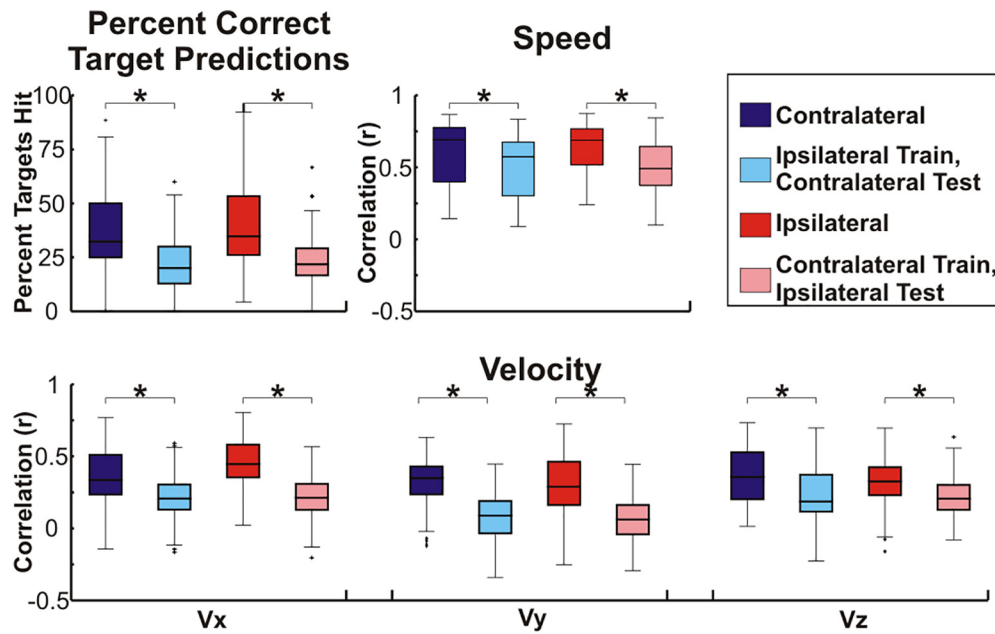 Percent Correct
Target Predictions
Percent Targets Hit
100
75
50
25
0
*
*
Speed
Correlation (r)
1
0.5
0
-0.5
*
*
Contralateral
Ipsilateral Train,
Contralateral Test
Ipsilateral
Contralateral Train,
Ipsilateral Test
Velocity
Correlation (r)
1
0.5
0
-0.5
*
*
*
*
*
*
Vx
Vy
Vz